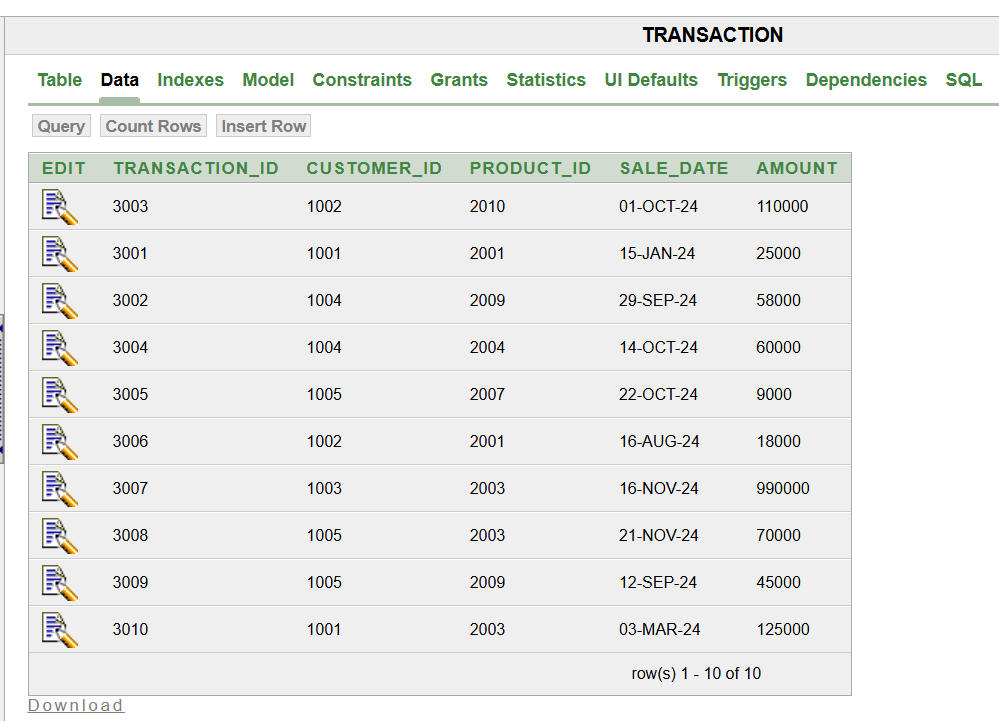 TRANSACTION
Table Data Indexes Model Constraints Grants Statistics UI Defaults Triggers Dependencies SQL
Query Count Rows Insert Row
EDIT TRANSACTION_ID CUSTOMER_ID PRODUCT_ID SALE_DATE AMOUNT
3003 1002 2010 01-OCT-24 110000
3001 1001 2001 15-JAN-24 25000
3002 1004 2009 29-SEP-24 58000
3004 1004 2004 14-OCT-24 60000
3005 1005 2007 22-OCT-24 9000
3006 1002 2001 16-AUG-24 18000
3007 1003 2003 16-NOV-24 990000
3008 1005 2003 21-NOV-24 70000
3009 1005 2009 12-SEP-24 45000
3010 1001 2003 03-MAR-24 125000
row(s) 1 - 10 of 10
Download